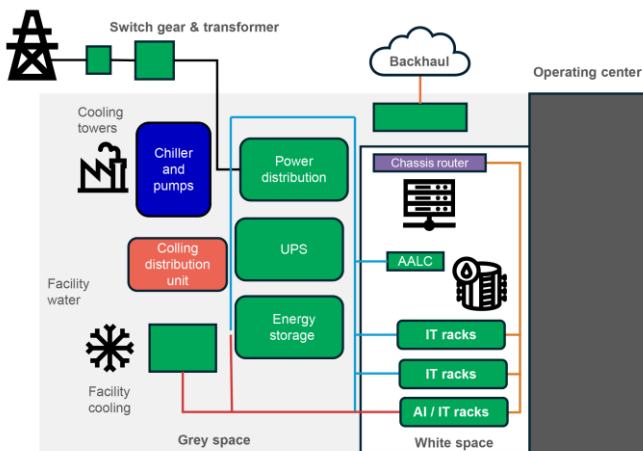 Switch gear & transformer
Backhaul
Operating center
Cooling
towers
Chiller
and
pumps
Power
distribution
Chassis router
Colling
distribution
unit
UPS
AALC
Facility
water
Energy
storage
IT racks
IT racks
Facility
cooling
AI / IT racks
Grey space
White space